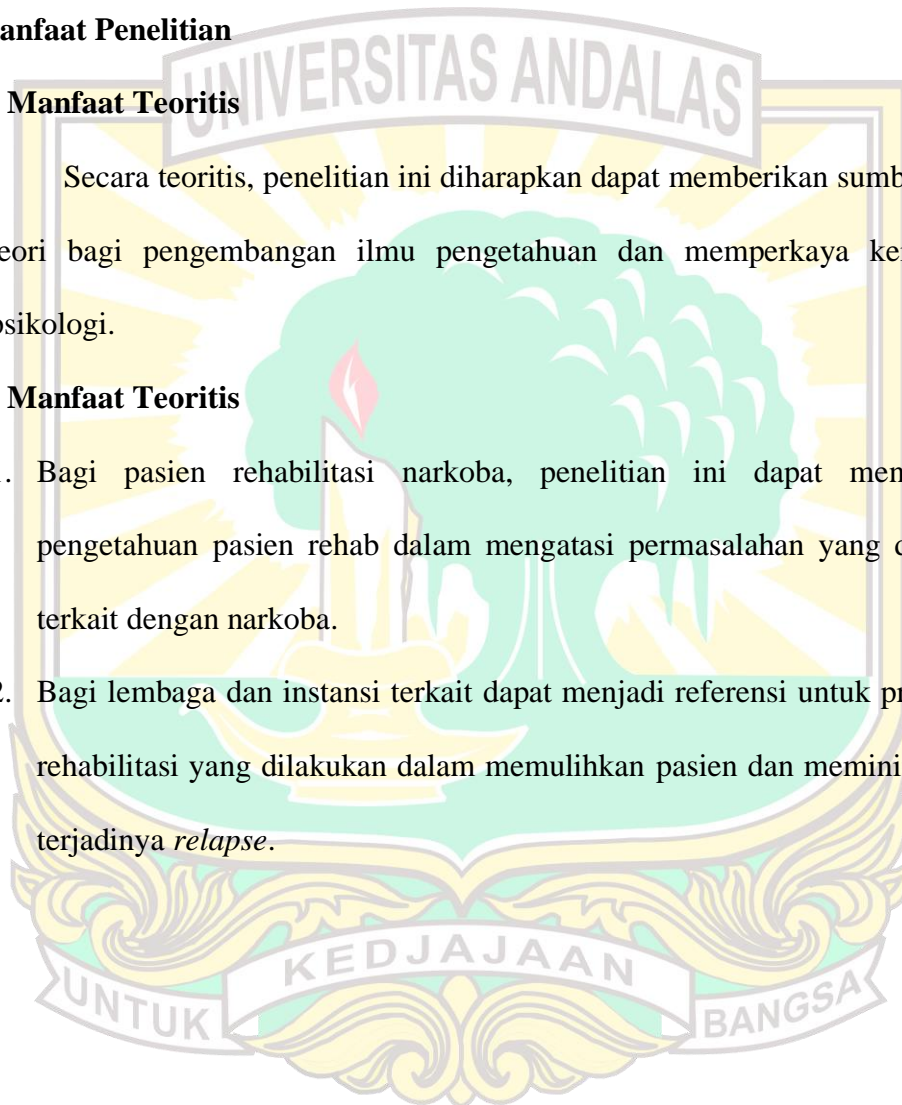 anfaat Penelitian
UNIVERSITAS ANDALAS
Manfaat Teoritis
Secara teoritis, penelitian ini diharapkan dapat memberikan sumb
eori bagi pengembangan ilmu pengetahuan dan memperkaya
psikologi.
Manfaat Teoritis
1. Bagi pasien rehabilitasi narkoba, penelitian ini dapat men
pengetahuan pasien rehab dalam mengatasi permasalahan yang
terkait dengan narkoba.
2. Bagi lembaga dan instansi terkait dapat menjadi referensi untuk
rehabilitasi yang dilakukan dalam memulihkan pasien dan memini
terjadinya relapse.
UNTUK KEDJAJAAN BANGSA